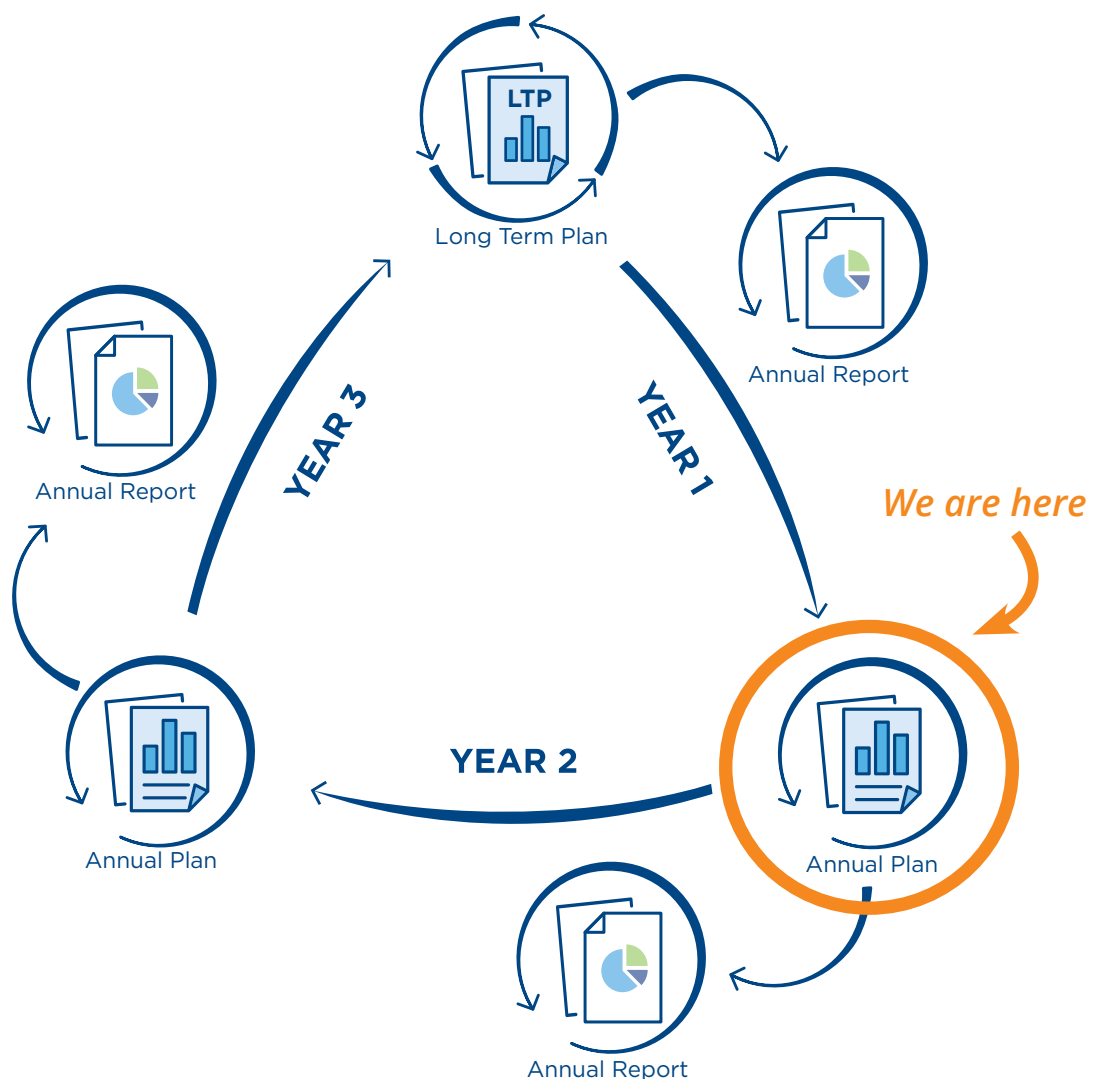 LTP
Long Term Plan
Annual Report
Annual Report
YEAR 3
YEAR 1
We are here
YEAR 2
Annual Plan
Annual Plan
Annual Report